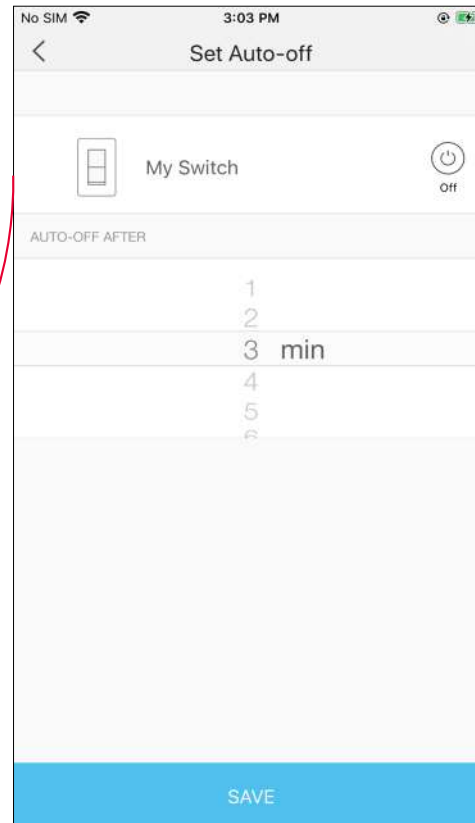 No SIM 3:03 PM
Set Auto-off
My Switch
Off
AUTO-OFF AFTER
1
2
3 min
4
5
6
SAVE